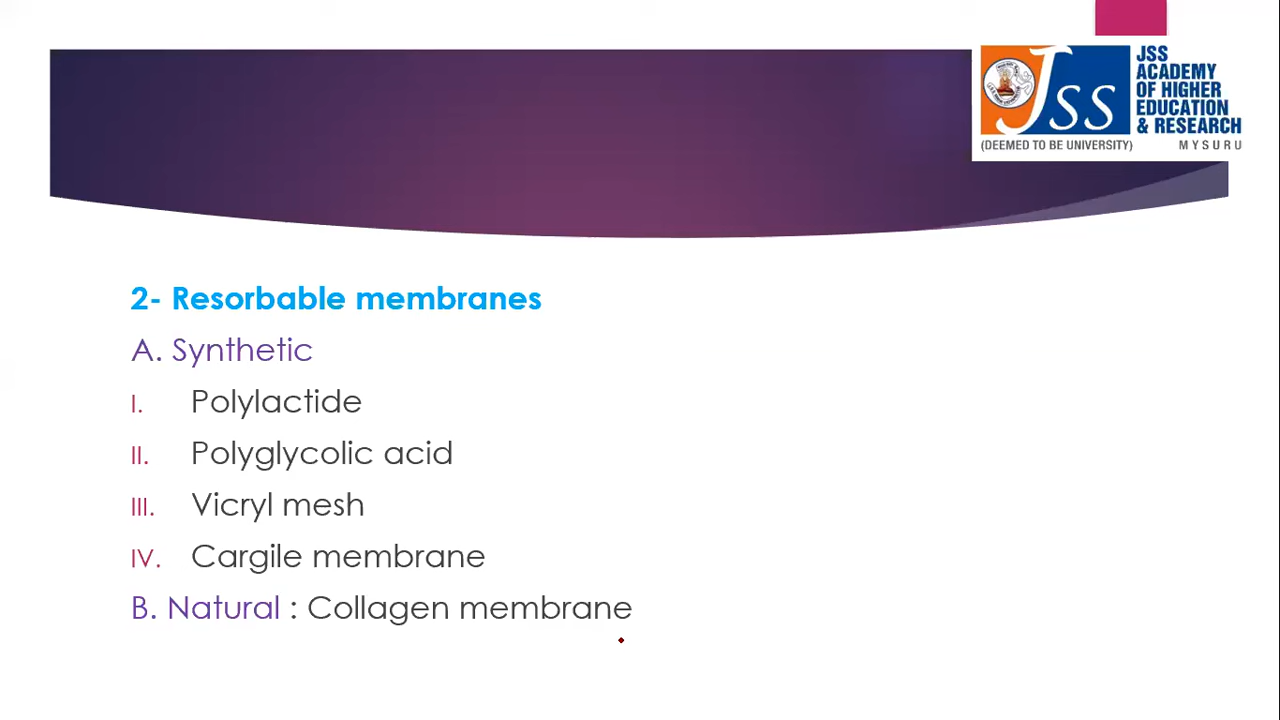 JSS
ACADEMY
OF HIGHER
EDUCATION
& RESEARCH
JSS
(DEEMED TO BE UNIVERSITY) MYSURU
2- Resorbable membranes
A. Synthetic
I. Polylactide
II. Polyglycolic acid
III. Vicryl mesh
IV. Cargile membrane
B. Natural : Collagen membrane